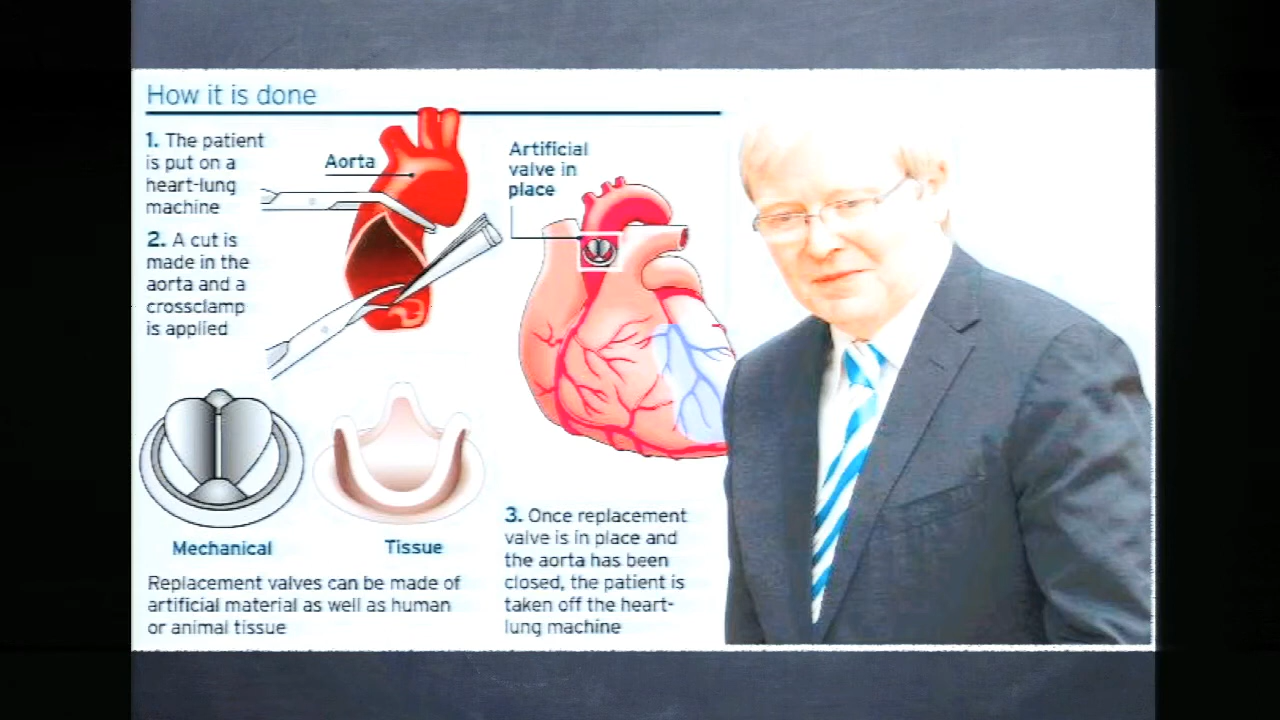 How it is done
1. The patient
is put on a
heart-lung
machine
2. A cut is
made in the
aorta and a
crossclamp
is applied
Aorta
Artificial
valve in
place
Mechanical
Tissue
Replacement valves can be made of
artificial material as well as human
or animal tissue
3. Once replacement
valve is in place and
the aorta has been
closed, the patient is
taken off the heart-
lung machine